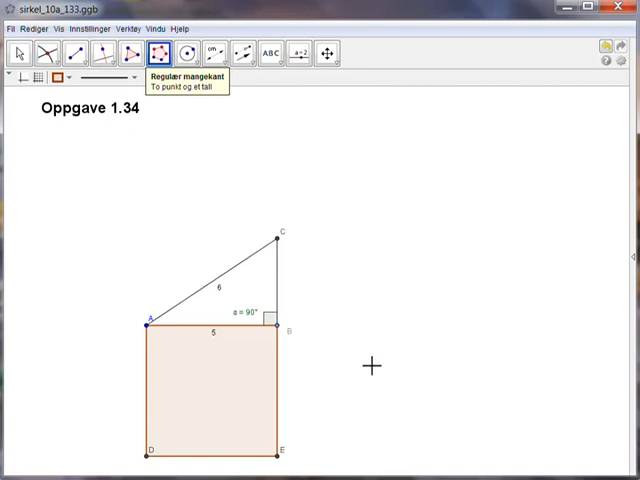 sirkel_10a_133.ggb
Fil Rediger Vis Innstillinger Verktøy Vindu Hjelp
cm
ABC
a=2
Regulær mangekant
To punkt og et tall
Oppgave 1.34
C
6
α = 90°
A
B
5
D
E